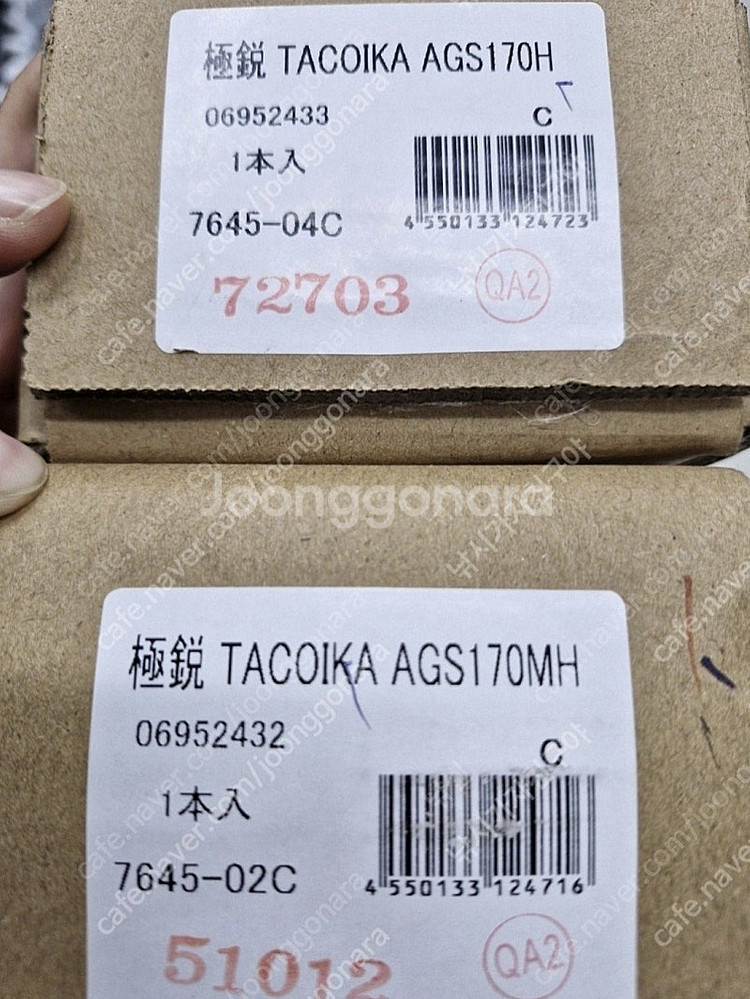 極鋭 TACOIKA AGS170H
06952433
C
1本入
4 550133 124723
7645-04C
72703
QA2
Joonggonara
極鋭 TACOIKA AGS170MH
06952432
C
1本入
7645-02C
4 550133 124716
51012
QA2
cafe.naver.com/joonggonara